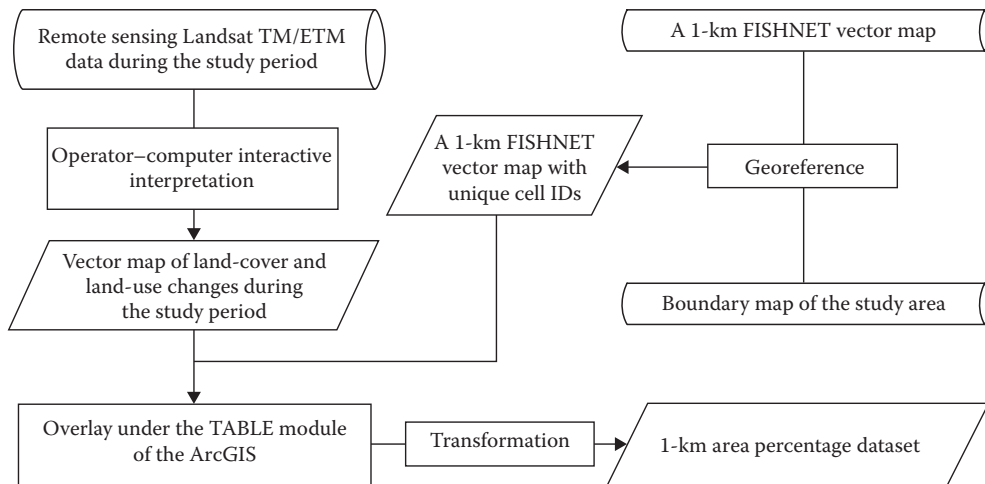 Remote sensing Landsat TM/ETM
data during the study period
A 1-km FISHNET vector map
Operator–computer interactive
interpretation
A 1-km FISHNET
vector map with
unique cell IDs
Georeference
Vector map of land-cover and
land-use changes during
the study period
Boundary map of the study area
Overlay under the TABLE module
of the ArcGIS
Transformation
1-km area percentage dataset